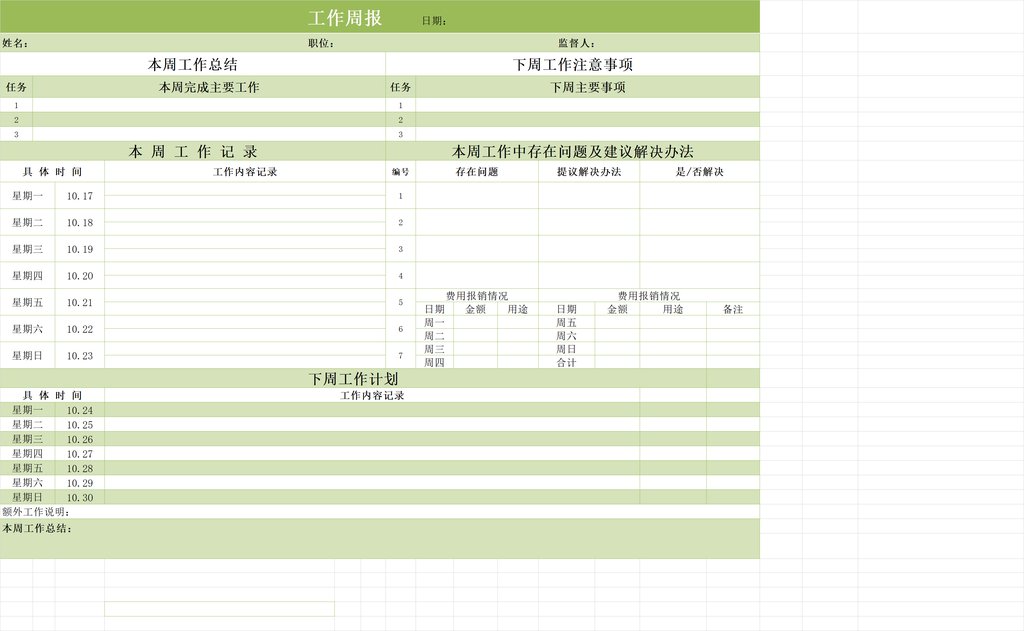 工作周报 日期：
姓名： 职位： 监督人：
本周工作总结 下周工作注意事项
任务 本周完成主要工作 任务 下周主要事项
1 1
2 2
3 3
本 周 工 作 记 录 本周工作中存在问题及建议解决办法
具 体 时 间 工作内容记录 编号 存在问题 提议解决办法 是/否解决
星期一 10.17 1
星期二 10.18 2
星期三 10.19 3
星期四 10.20 4
费用报销情况 费用报销情况
星期五 10.21 5 日期 金额 用途 日期 金额 用途 备注
周一 周五
星期六 10.22 6 周二 周六
周三 周日
星期日 10.23 7 周四 合计
下周工作计划
具 体 时 间 工作内容记录
星期一 10.24
星期二 10.25
星期三 10.26
星期四 10.27
星期五 10.28
星期六 10.29
星期日 10.30
额外工作说明：
本周工作总结：